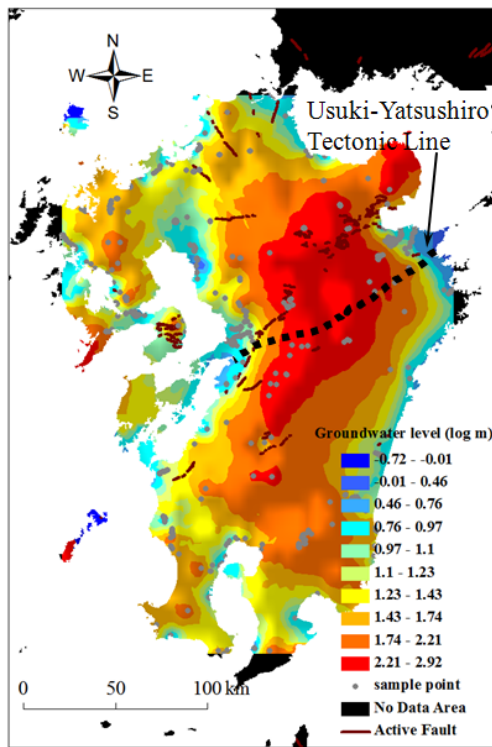 N
W E
S
Usuki-Yatsushiro
Tectonic Line
Groundwater level (log m)
-0.72 - -0.01
-0.01 - 0.46
0.46 - 0.76
0.76 - 0.97
0.97 - 1.1
1.1 - 1.23
1.23 - 1.43
1.43 - 1.74
1.74 - 2.21
2.21 - 2.92
sample point
No Data Area
Active Fault
0 50 100 km